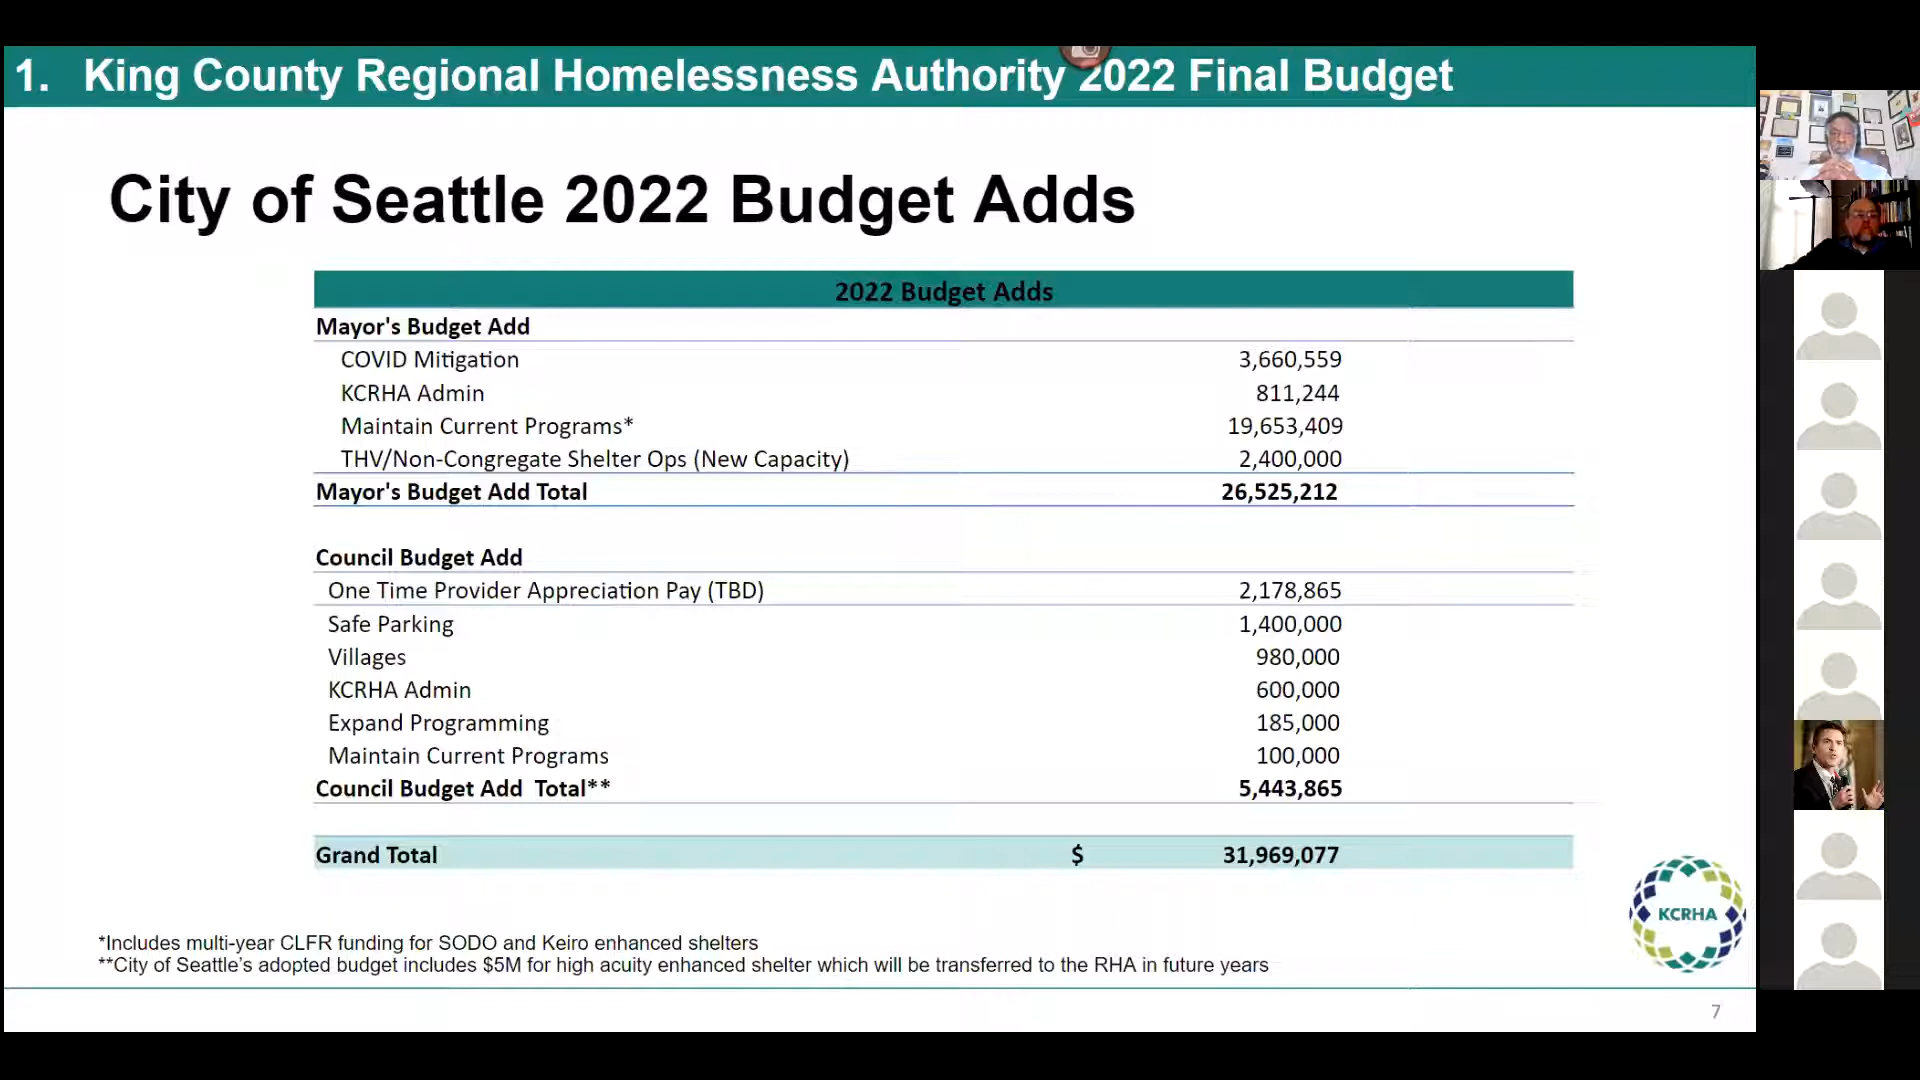 1. King County Regional Homelessness Authority 2022 Final Budget
City of Seattle 2022 Budget Adds
2022 Budget Adds
Mayor's Budget Add
COVID Mitigation 3,660,559
KCRHA Admin 811,244
Maintain Current Programs* 19,653,409
THV/Non-Congregate Shelter Ops (New Capacity) 2,400,000
Mayor's Budget Add Total 26,525,212
Council Budget Add
One Time Provider Appreciation Pay (TBD) 2,178,865
Safe Parking 1,400,000
Villages 980,000
KCRHA Admin 600,000
Expand Programming 185,000
Maintain Current Programs 100,000
Council Budget Add Total** 5,443,865
Grand Total $ 31,969,077
KCRHA
*Includes multi-year CLFR funding for SODO and Keiro enhanced shelters
**City of Seattle's adopted budget includes $5M for high acuity enhanced shelter which will be transferred to the RHA in future years
7